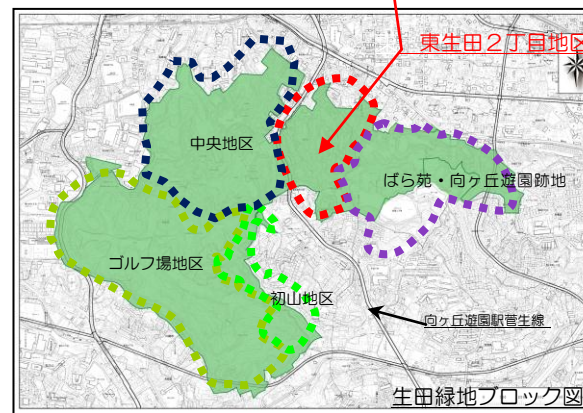 東生田2丁目地区
中央地区
ばら苑・向ヶ丘遊園跡地
ゴルフ場地区
初山地区
向ヶ丘遊園駅菅生線
生田緑地ブロック図